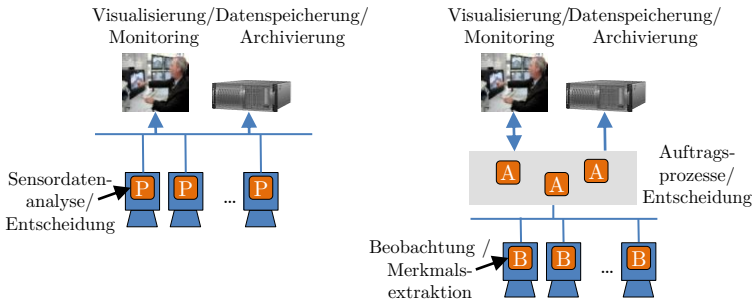 Visualisierung/Datenspeicherung/
Monitoring Archivierung
P P ... P
Sensordaten-
analyse/
Entscheidung
Visualisierung/Datenspeicherung/
Monitoring Archivierung
A A A
Auftrags-
prozesse/
Entscheidung
Beobachtung /
Merkmals-
extraktion
B B ... B